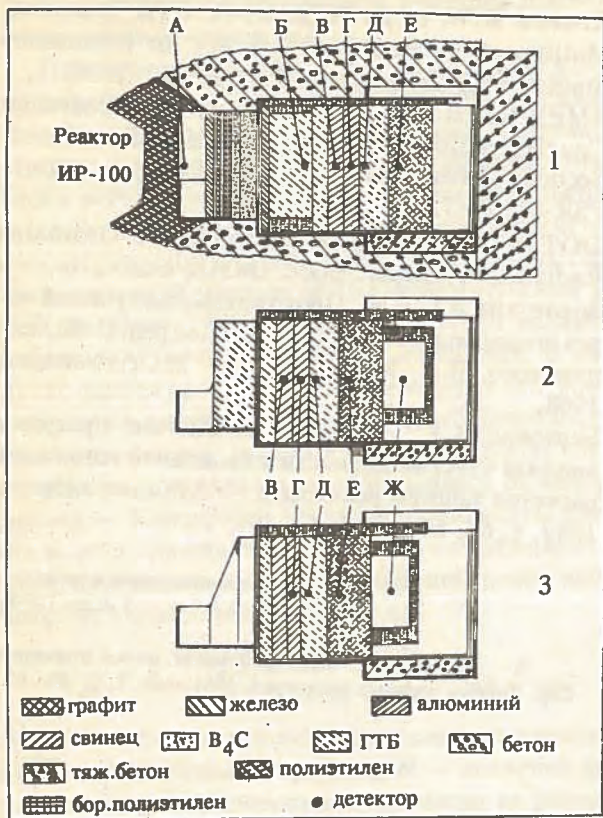 А Б В Г Д Е
Реактор
ИР-100
1
2
В Г Д Е Ж
3
графит железо алюминий
свинец B₄C ГТБ бетон
тяж.бетон полиэтилен
бор.полиэтилен детектор